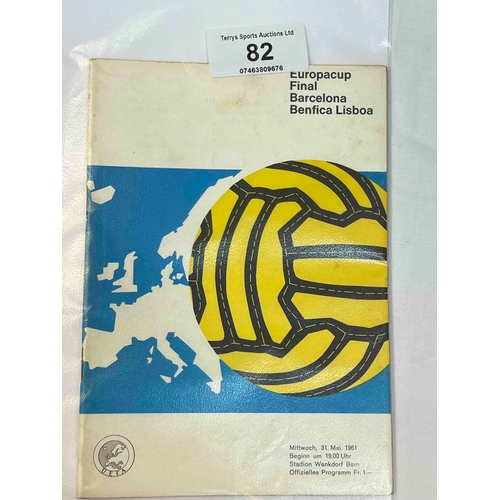 Terrys Sports Auctions Ltd
82
07463809676
Europacup
Final
Barcelona
Benfica Lisboa
Mittwoch, 31. Mai 1961
Beginn um 19.00 Uhr
Stadion Wankdorf Bern
Offizielles Programm Fr. 1.—
UEFA